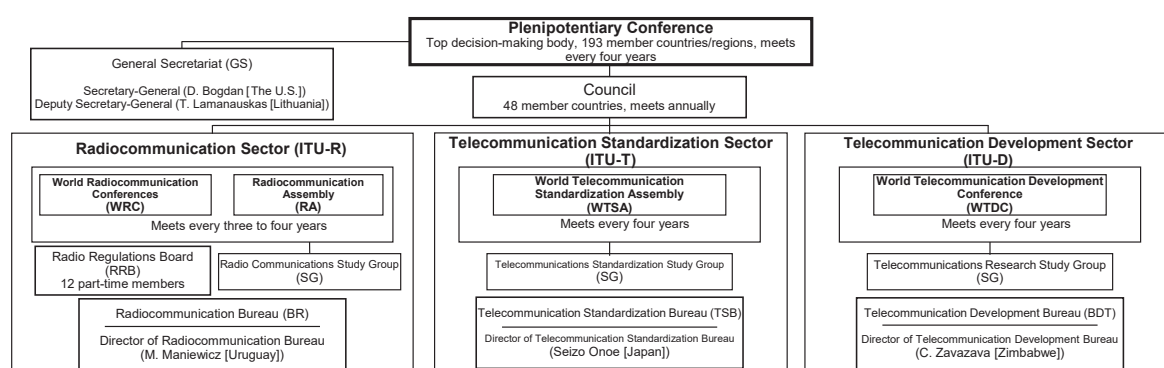 Plenipotentiary Conference
Top decision-making body, 193 member countries/regions, meets
every four years
General Secretariat (GS)
Secretary-General (D. Bogdan [The U.S.])
Deputy Secretary-General (T. Lamanauskas [Lithuania])
Council
48 member countries, meets annually
Radiocommunication Sector (ITU-R)
World Radiocommunication
Conferences
(WRC)
Radiocommunication
Assembly
(RA)
Meets every three to four years
Radio Regulations Board
(RRB)
12 part-time members
Radio Communications Study Group
(SG)
Radiocommunication Bureau (BR)
Director of Radiocommunication Bureau
(M. Maniewicz [Uruguay])
Telecommunication Standardization Sector
(ITU-T)
World Telecommunication
Standardization Assembly
(WTSA)
Meets every four years
Telecommunications Standardization Study Group
(SG)
Telecommunication Standardization Bureau (TSB)
Director of Telecommunication Standardization Bureau
(Seizo Onoe [Japan])
Telecommunication Development Sector
(ITU-D)
World Telecommunication Development
Conference
(WTDC)
Meets every four years
Telecommunications Research Study Group
(SG)
Telecommunication Development Bureau (BDT)
Director of Telecommunication Development Bureau
(C. Zavazava [Zimbabwe])